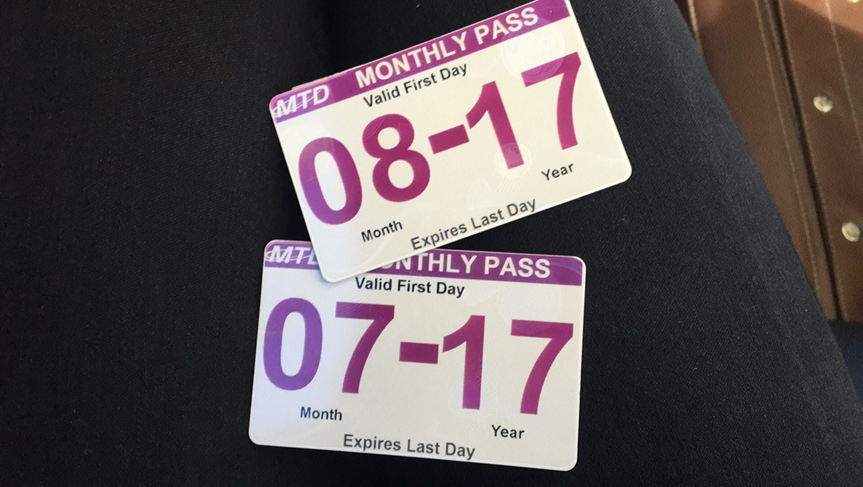 MTD MONTHLY PASS
Valid First Day
08-17
Month Year
Expires Last Day
MONTHLY PASS
Valid First Day
07-17
Month Year
Expires Last Day